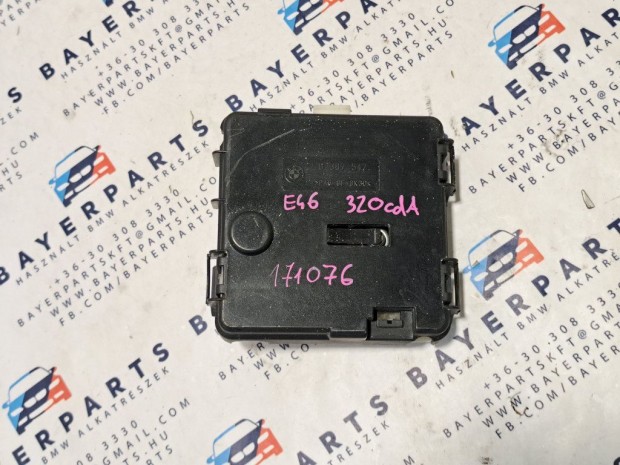 E46 320cdA
171076
BAYERPARTS
HASZNÁLT BMW ALKATRÉSZEK
+36-30-308 3330
BAYERPARTSKFT@GMAIL.COM
WWW.BAYERPARTS.HU
FB.COM/BAYERPARTS